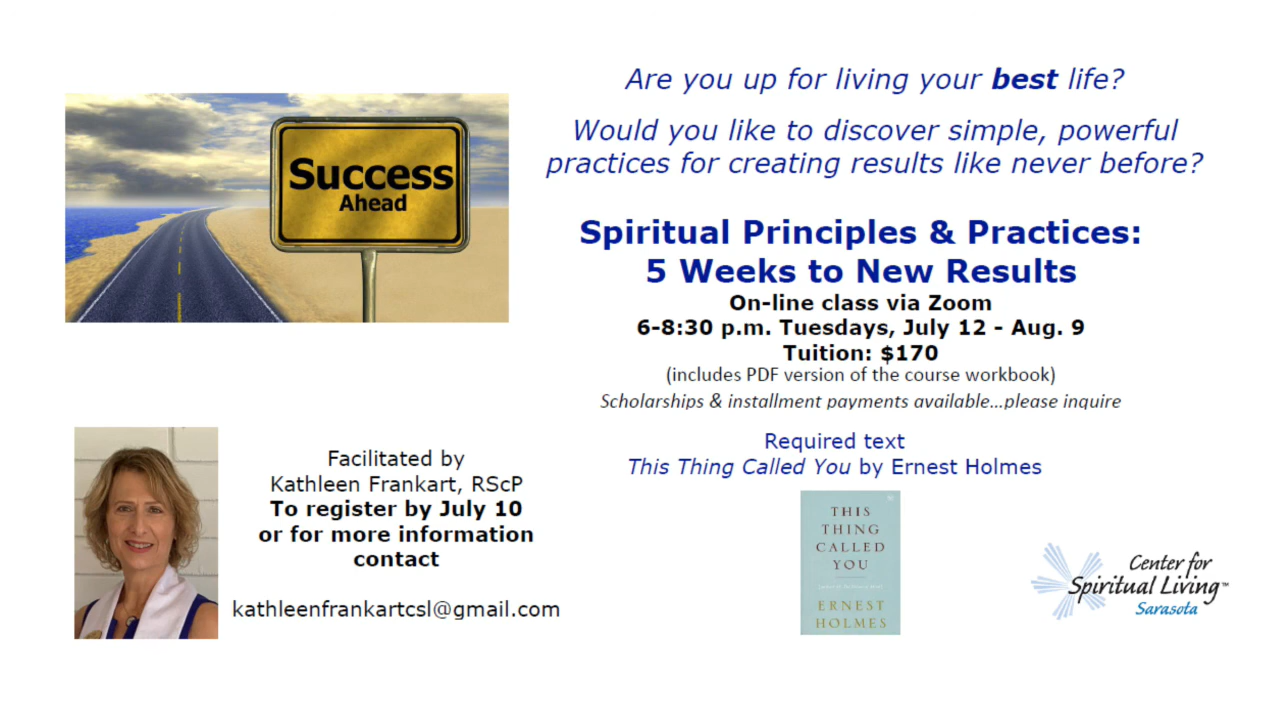 Are you up for living your best life?
Would you like to discover simple, powerful
practices for creating results like never before?
Success
Ahead
Spiritual Principles & Practices:
5 Weeks to New Results
On-line class via Zoom
6-8:30 p.m. Tuesdays, July 12 - Aug. 9
Tuition: $170
(includes PDF version of the course workbook)
Scholarships & installment payments available...please inquire
Facilitated by
Kathleen Frankart, RScP
To register by July 10
or for more information
contact
kathleenfrankartcsl@gmail.com
Required text
This Thing Called You by Ernest Holmes
THIS
THING
CALLED
YOU
ERNEST
HOLMES
Center for
Spiritual Living™
Sarasota